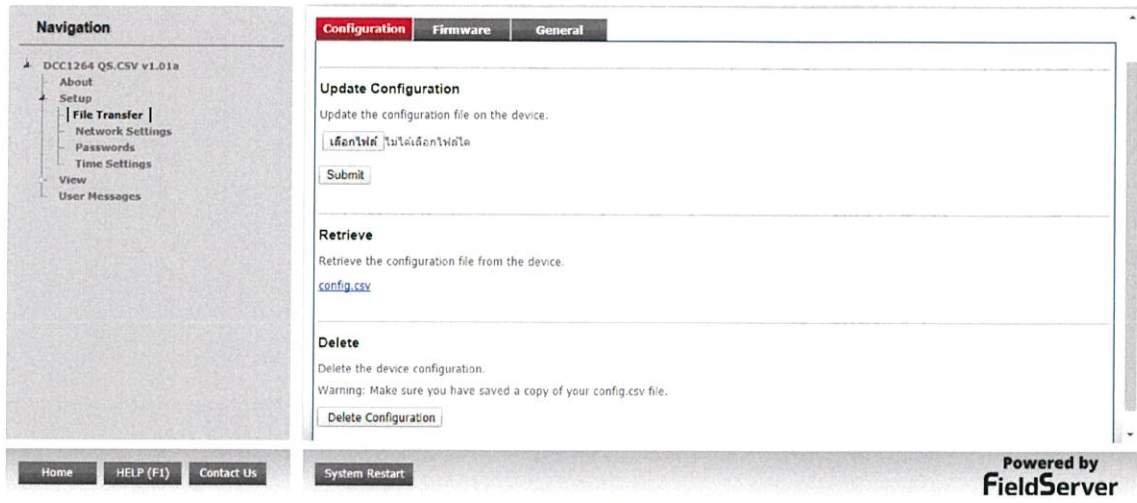 Navigation
DCC1264 QS.CSV v1.01a
About
Setup
File Transfer
Network Settings
Passwords
Time Settings
View
User Messages
Configuration Firmware General
Update Configuration
Update the configuration file on the device.
เลือกไฟล์ ไม่ได้เลือกไฟล์ใด
Submit
Retrieve
Retrieve the configuration file from the device.
config.csv
Delete
Delete the device configuration.
Warning: Make sure you have saved a copy of your config.csv file.
Delete Configuration
Home HELP (F1) Contact Us System Restart
Powered by
FieldServer